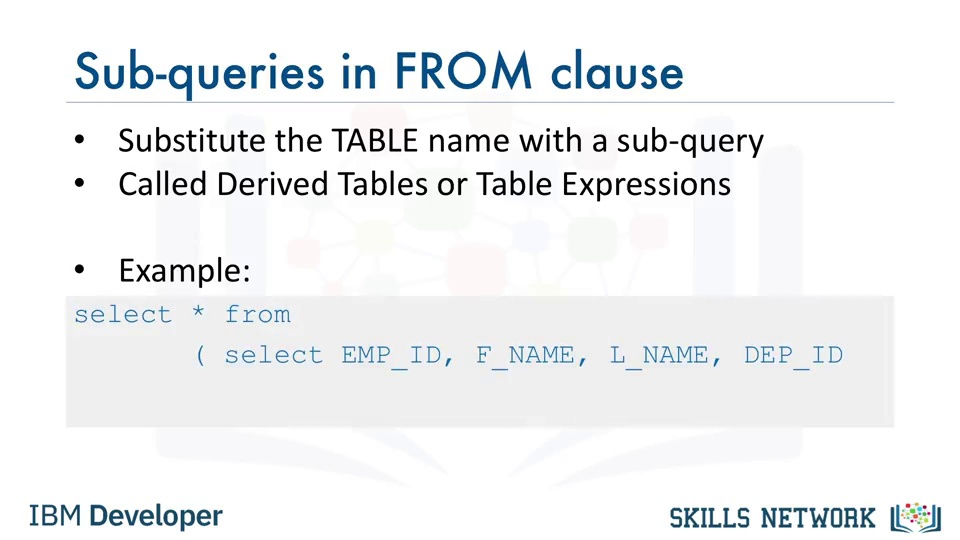 Sub-queries in FROM clause
• Substitute the TABLE name with a sub-query
• Called Derived Tables or Table Expressions
• Example:
select * from
( select EMP_ID, F_NAME, L_NAME, DEP_ID
IBM Developer
SKILLS NETWORK